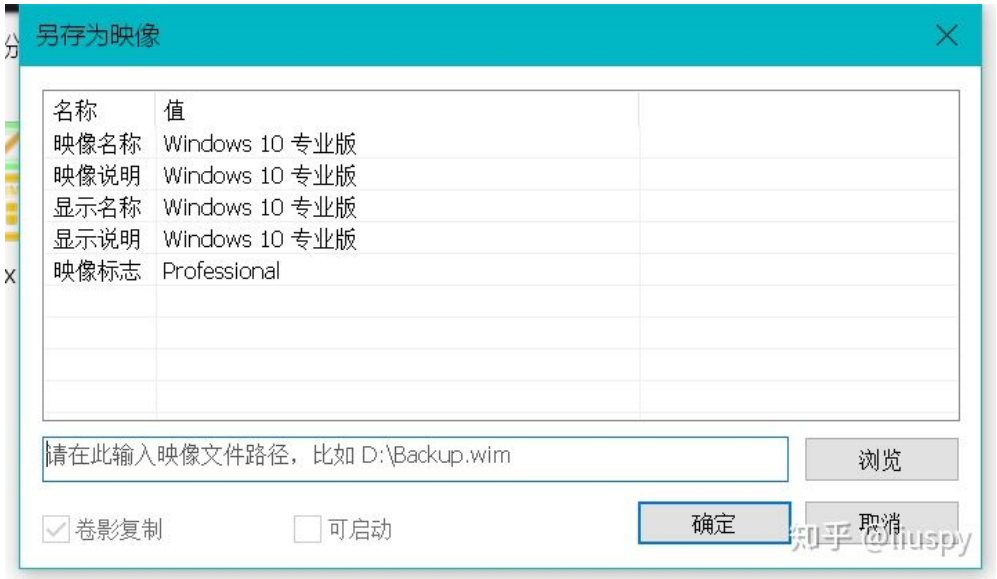 另存为映像
名称 值
映像名称 Windows 10 专业版
映像说明 Windows 10 专业版
显示名称 Windows 10 专业版
显示说明 Windows 10 专业版
映像标志 Professional
请在此输入映像文件路径，比如 D:\Backup.wim 浏览
卷影复制 可启动 确定 取消
知乎 @liuspy
x